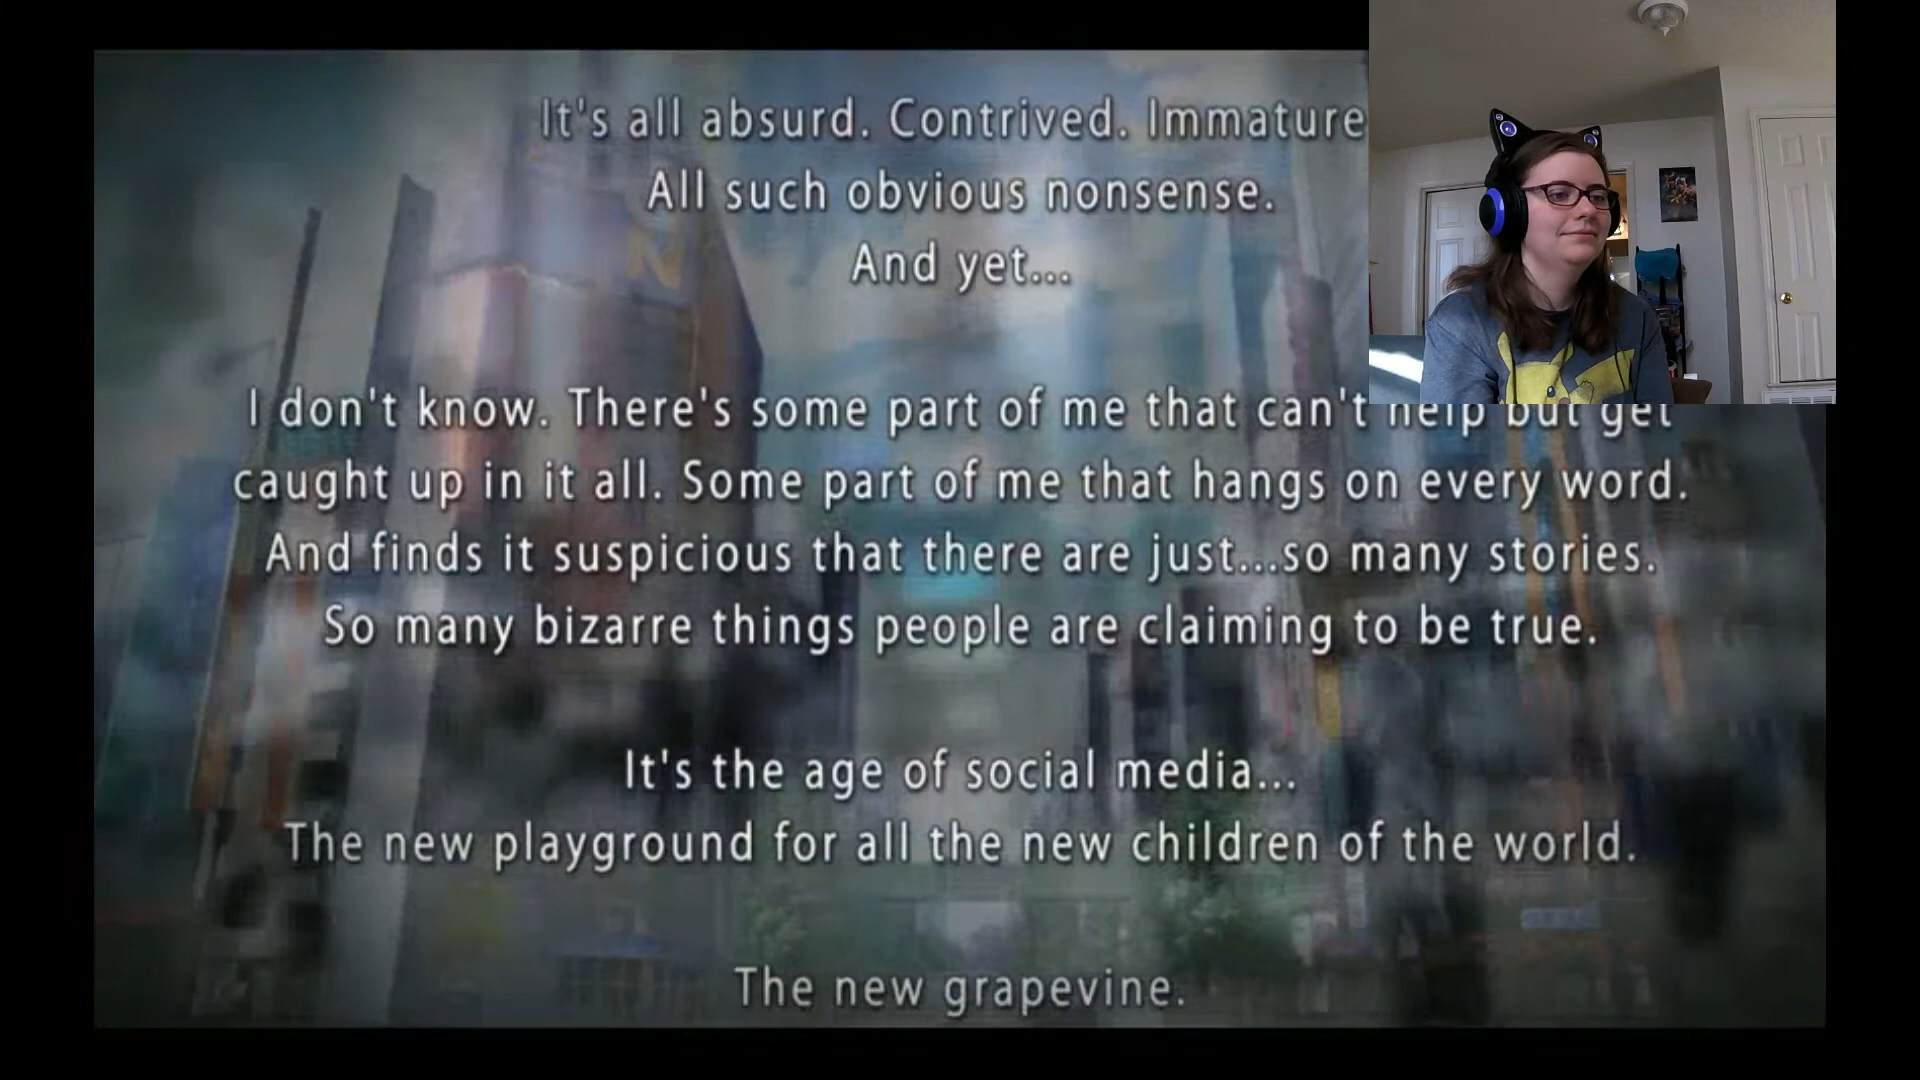 It's all absurd. Contrived. Immature
All such obvious nonsense.
And yet...
I don't know. There's some part of me that can't help but get
caught up in it all. Some part of me that hangs on every word.
And finds it suspicious that there are just...so many stories.
So many bizarre things people are claiming to be true.
It's the age of social media...
The new playground for all the new children of the world.
The new grapevine.